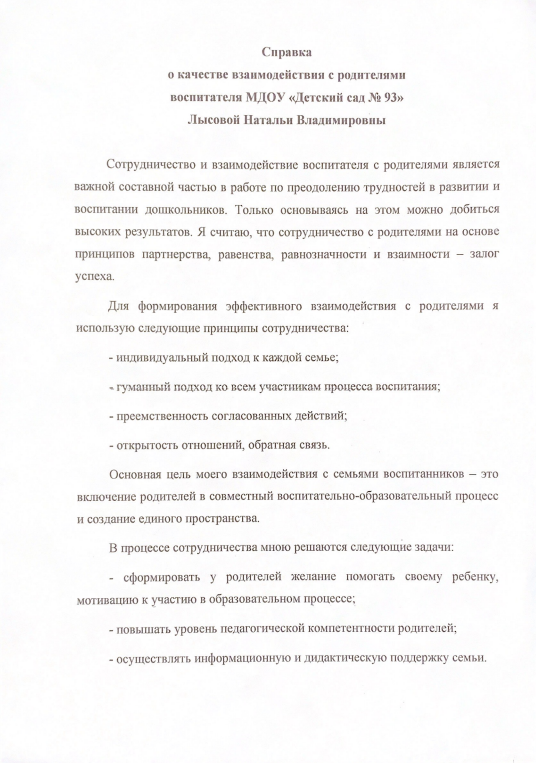 Справка
о качестве взаимодействия с родителями
воспитателя МДОУ «Детский сад № 93»
Лысовой Натальи Владимировны
Сотрудничество и взаимодействие воспитателя с родителями является
важной составной частью в работе по преодолению трудностей в развитии и
воспитании дошкольников. Только основываясь на этом можно добиться
высоких результатов. Я считаю, что сотрудничество с родителями на основе
принципов партнерства, равенства, равнозначности и взаимности – залог
успеха.
Для формирования эффективного взаимодействия с родителями я
использую следующие принципы сотрудничества:
- индивидуальный подход к каждой семье;
- гуманный подход ко всем участникам процесса воспитания;
- преемственность согласованных действий;
- открытость отношений, обратная связь.
Основная цель моего взаимодействия с семьями воспитанников – это
включение родителей в совместный воспитательно-образовательный процесс
и создание единого пространства.
В процессе сотрудничества мною решаются следующие задачи:
- сформировать у родителей желание помогать своему ребенку,
мотивацию к участию в образовательном процессе;
- повышать уровень педагогической компетентности родителей;
- осуществлять информационную и дидактическую поддержку семьи.